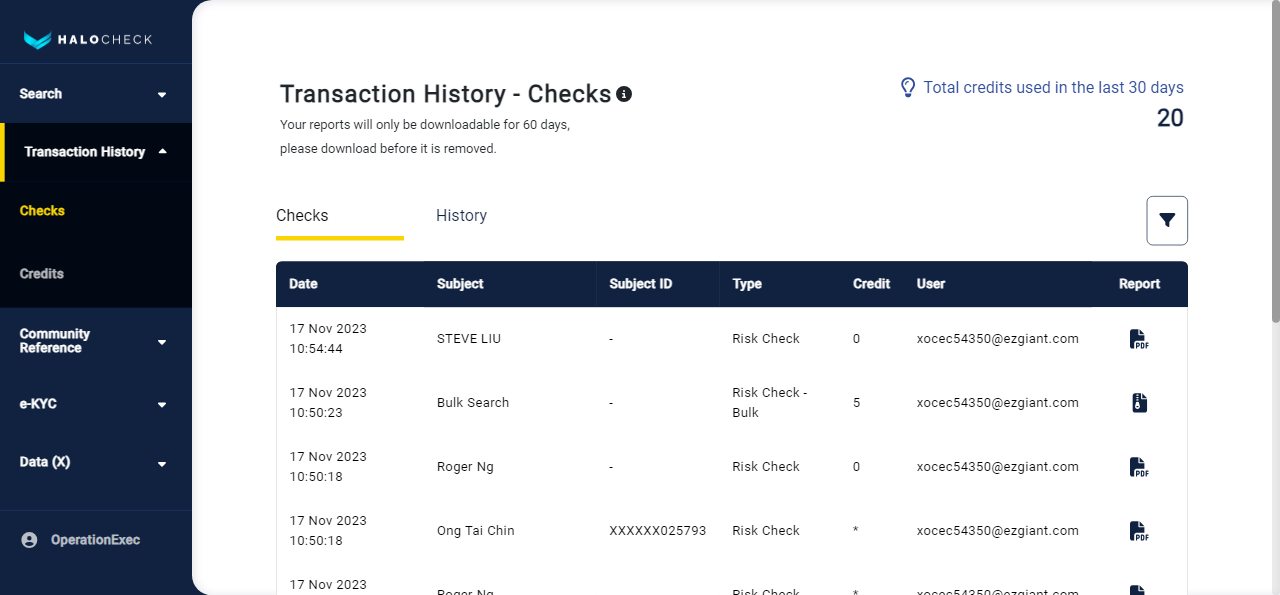 HALOCHECK
Search
Transaction History
Checks
Credits
Community
Reference
e-KYC
Data (X)
OperationExec
Transaction History - Checks
Your reports will only be downloadable for 60 days,
please download before it is removed.
Total credits used in the last 30 days
20
Checks History
Date Subject Subject ID Type Credit User Report
17 Nov 2023
10:54:44
STEVE LIU - Risk Check 0 xocec54350@ezgiant.com PDF
17 Nov 2023
10:50:23
Bulk Search - Risk Check -
Bulk
5 xocec54350@ezgiant.com
17 Nov 2023
10:50:18
Roger Ng - Risk Check 0 xocec54350@ezgiant.com PDF
17 Nov 2023
10:50:18
Ong Tai Chin XXXXXX025793 Risk Check * xocec54350@ezgiant.com PDF
17 Nov 2023
Roger Ng - Risk Check * xocec54350@ezgiant.com